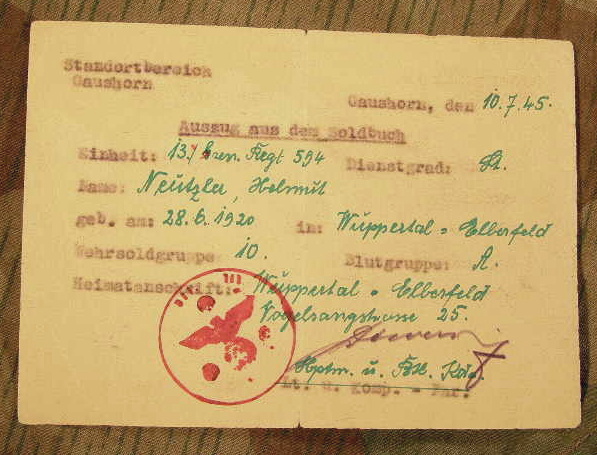 Standortbereich
Gaushorn
Gaushorn, den 10.7.45.
Auszug aus dem Soldbuch
Einheit: 13./ Gren. Regt 594 Dienstgrad:
Name: Neutzler, Helmut
geb. am: 28.6.1920 in: Wuppertal = Elberfeld
Wehrsoldgruppe 10. Blutgruppe: A.
Heimatanschrift: Wuppertal = Elberfeld
Vogelsangstrasse 25.
Hptm. u.
Lt. u. Komp. -